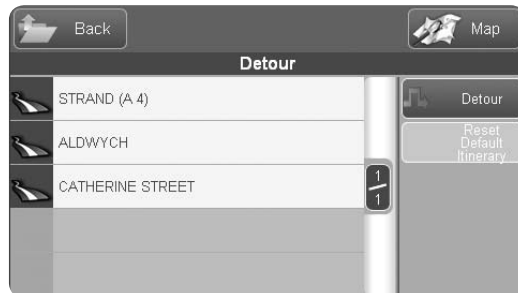 Back
Map
Detour
STRAND (A 4)
ALDWYCH
CATHERINE STREET
1
1
Detour
Reset
Default
Itinerary